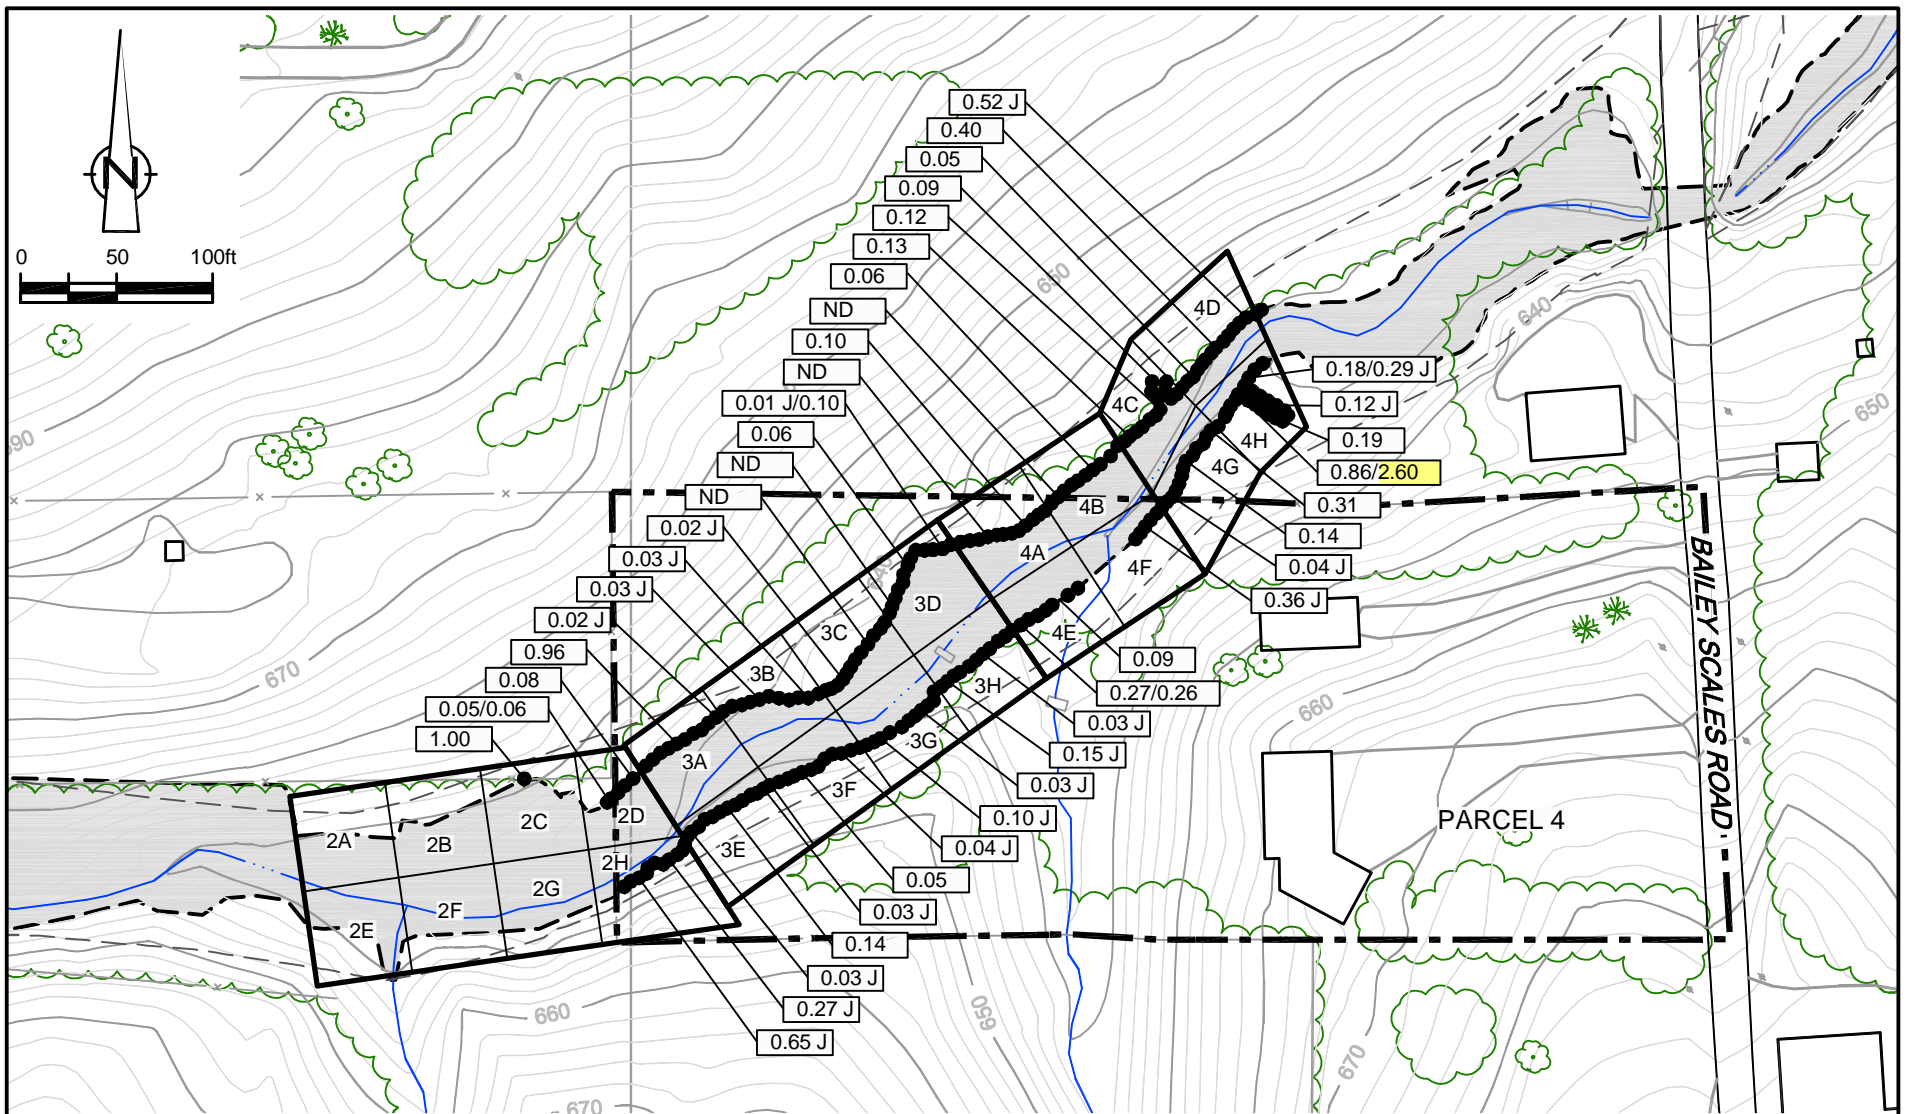 N
0 50 100ft
0.52 J
0.40
0.05
0.09
0.12
0.13
0.06
ND
0.10
ND
0.01 J/0.10
0.06
ND
ND
0.02 J
0.03 J
0.03 J
0.02 J
0.96
0.08
0.05/0.06
1.00
0.18/0.29 J
0.12 J
0.19
0.86/2.60
0.31
0.14
0.04 J
0.36 J
0.09
0.27/0.26
0.03 J
0.15 J
0.03 J
0.10 J
0.04 J
0.05
0.03 J
0.14
0.03 J
0.27 J
0.65 J
4D
4C
4H
4G
4B
4A
4F
4E
3D
3C
3B
3H
3G
3A
3F
3E
2D
2C
2B
2A
2H
2G
2F
2E
650
640
650
670
660
660
650
670
670
BAILEY SCALES ROAD
PARCEL 4